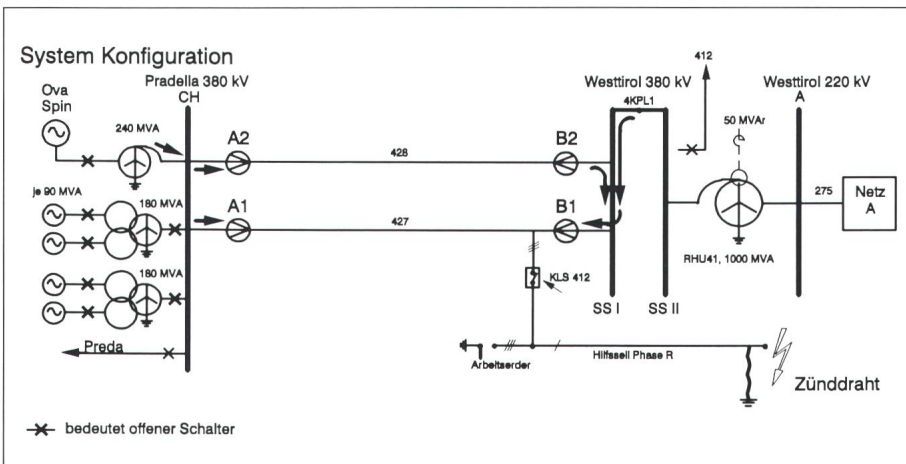 System Konfiguration
Ova
Spin
Pradella 380 kV
CH
240 MVA
A2
428
B2
Westtirol 380 kV
4KPL1
412
Westtirol 220 kV
A
50 MVAr
je 90 MVA
180 MVA
A1
427
B1
275
Netz
A
RHU41, 1000 MVA
180 MVA
KLS 412
SS I
SS II
Preda
Arbeitserder
Hilfsseil Phase R
Zünddraht
bedeutet offener Schalter